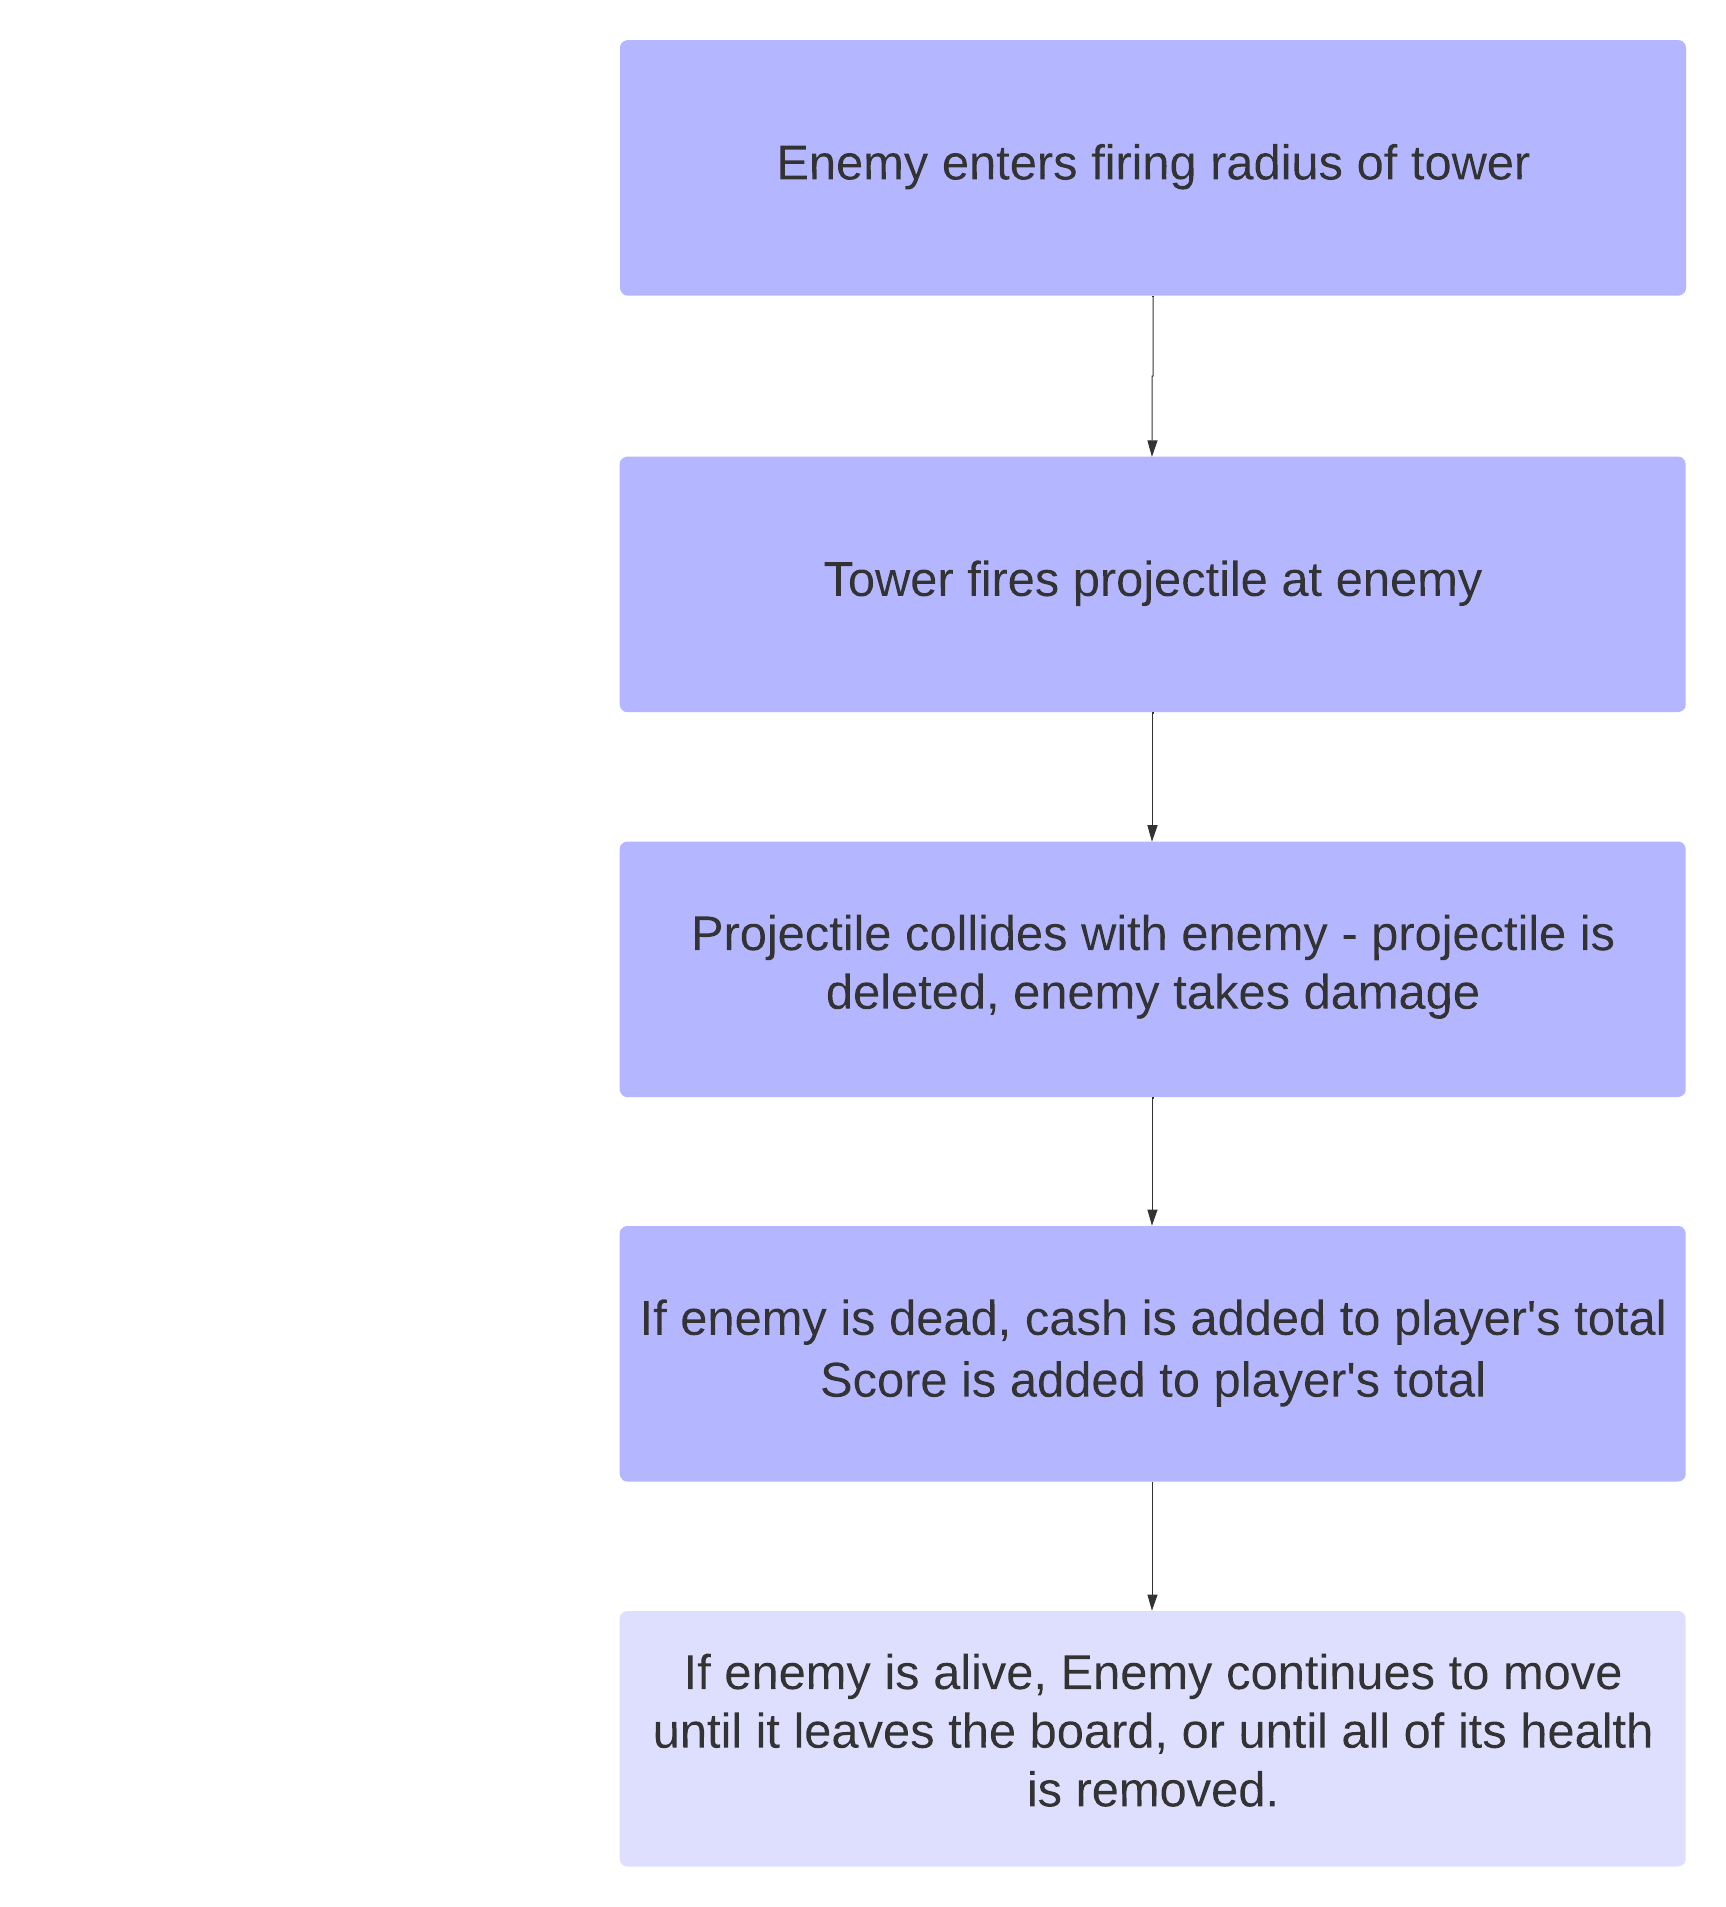 Enemy enters firing radius of tower
Tower fires projectile at enemy
Projectile collides with enemy - projectile is
deleted, enemy takes damage
If enemy is dead, cash is added to player's total
Score is added to player's total
If enemy is alive, Enemy continues to move
until it leaves the board, or until all of its health
is removed.